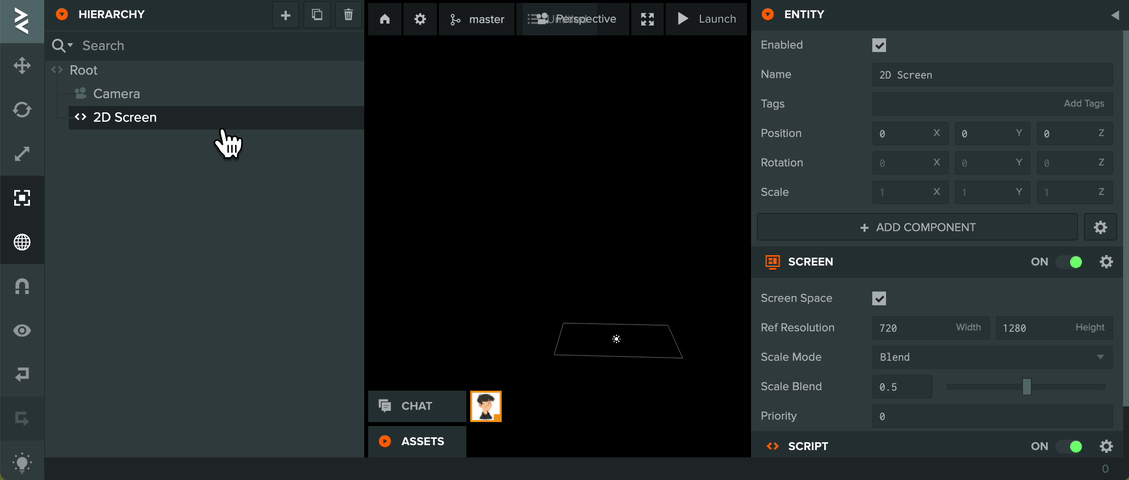 HIERARCHY
Search
Root
Camera
2D Screen
master
Perspective
Launch
CHAT
ASSETS
ENTITY
Enabled
Name 2D Screen
Tags Add Tags
Position 0 X 0 Y 0 Z
Rotation 0 X 0 Y 0 Z
Scale 1 X 1 Y 1 Z
+ ADD COMPONENT
SCREEN ON
Screen Space
Ref Resolution 720 Width 1280 Height
Scale Mode Blend
Scale Blend 0.5
Priority 0
SCRIPT ON
0